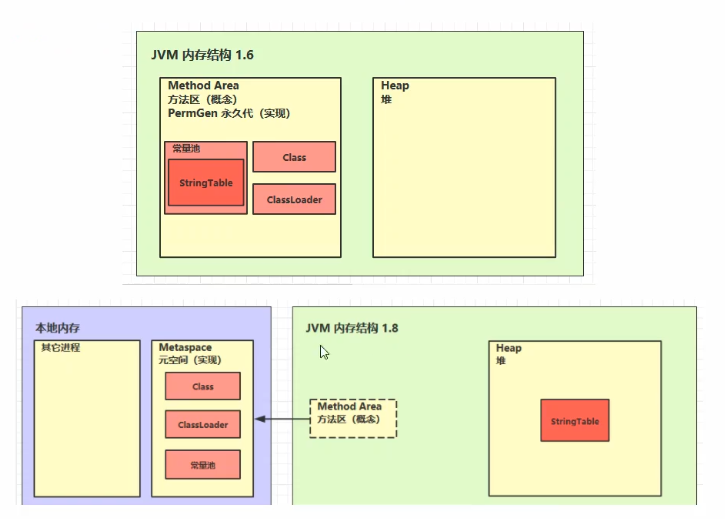 JVM 内存结构 1.6
Method Area
方法区（概念）
PermGen 永久代（实现）
常量池
StringTable
Class
ClassLoader
Heap
堆
本地内存
其它进程
Metaspace
元空间（实现）
Class
ClassLoader
常量池
JVM 内存结构 1.8
Method Area
方法区（概念）
Heap
堆
StringTable